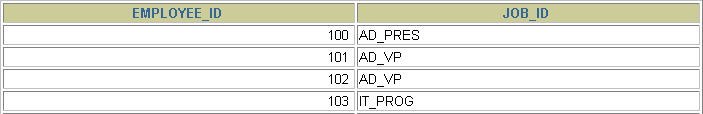 EMPLOYEE_ID JOB_ID
100 AD_PRES
101 AD_VP
102 AD_VP
103 IT_PROG